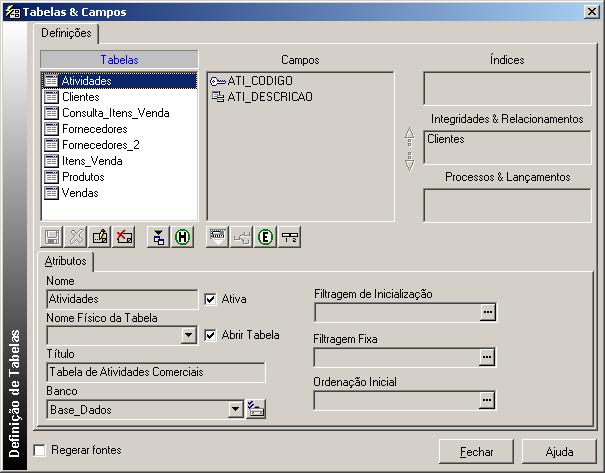 Tabelas & Campos
Definições
Tabelas
Atividades
Clientes
Consulta_Itens_Venda
Fornecedores
Fornecedores_2
Itens_Venda
Produtos
Vendas
Campos
ATI_CODIGO
ATI_DESCRICAO
Índices
Integridades & Relacionamentos
Clientes
Processos & Lançamentos
H
E
Atributos
Nome
Atividades
Ativa
Nome Físico da Tabela
Abrir Tabela
Título
Tabela de Atividades Comerciais
Banco
Base_Dados
Filtragem de Inicialização
...
Filtragem Fixa
...
Ordenação Inicial
...
Definição de Tabelas
Regerar fontes
Fechar
Ajuda